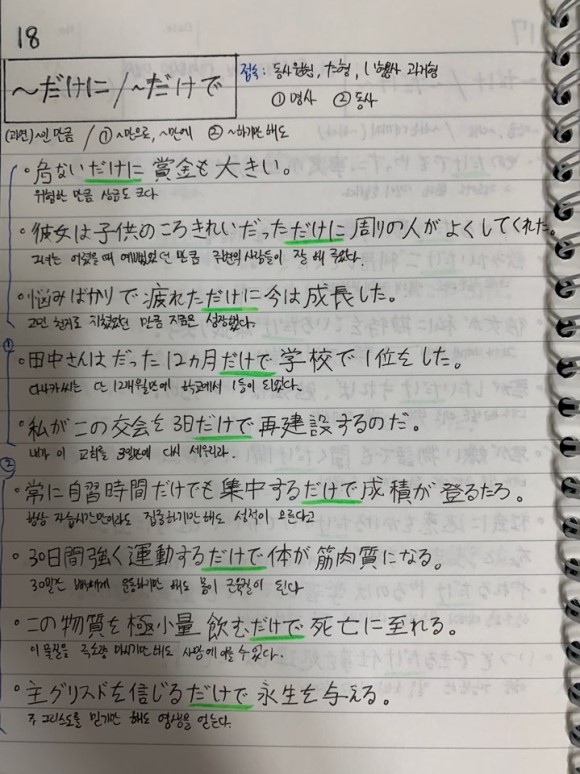 18
～だけに / ～だけで
접속: 동사원형, た형, い형용사 과거형
① 명사 ② 동사
(과연) ~인 만큼 / ① ~만으로, ~만에 ② ~하기만 해도
・危ないだけに 賞金も 大きい。
위험한 만큼 상금도 크다
・彼女は子供のころきれいだっただけに 周りの人が よくしてくれた。
그녀는 어렸을 때 예뻤었던 만큼 주변의 사람들이 잘 해 주었다.
・悩みばかりで 疲れただけに 今は 成長した。
고민 지쳤었던 만큼 지금은 성장했다.
①
・田中さんは だった 12ヵ月だけで 学校で 1位をした。
다나카씨는 단 12개월만에 학교에서 1등이 되었다.
・私が この交会を 3日だけで 再建設するのだ。
내가 이 교회를 3일만에 다시 세우리라.
②
・常に自習時間だけでも 集中するだけで 成積が 登るだろ。
항상 자습시간만이라도 집중하기만 해도 성적이 오르다고
・30日間強く運動するだけで 体が 筋肉質になる。
30일간 빡세게 운동하기만 해도 몸이 근육질이 된다
・この物質を 極小量 飲むだけで 死亡に至れる。
이 물질을 극소량 마시기만 해도 사망에 이를 수 있다.
・主グリスドを信じるだけで 永生を 与える。
주 그리스도를 믿기만 해도 영생을 얻는다.